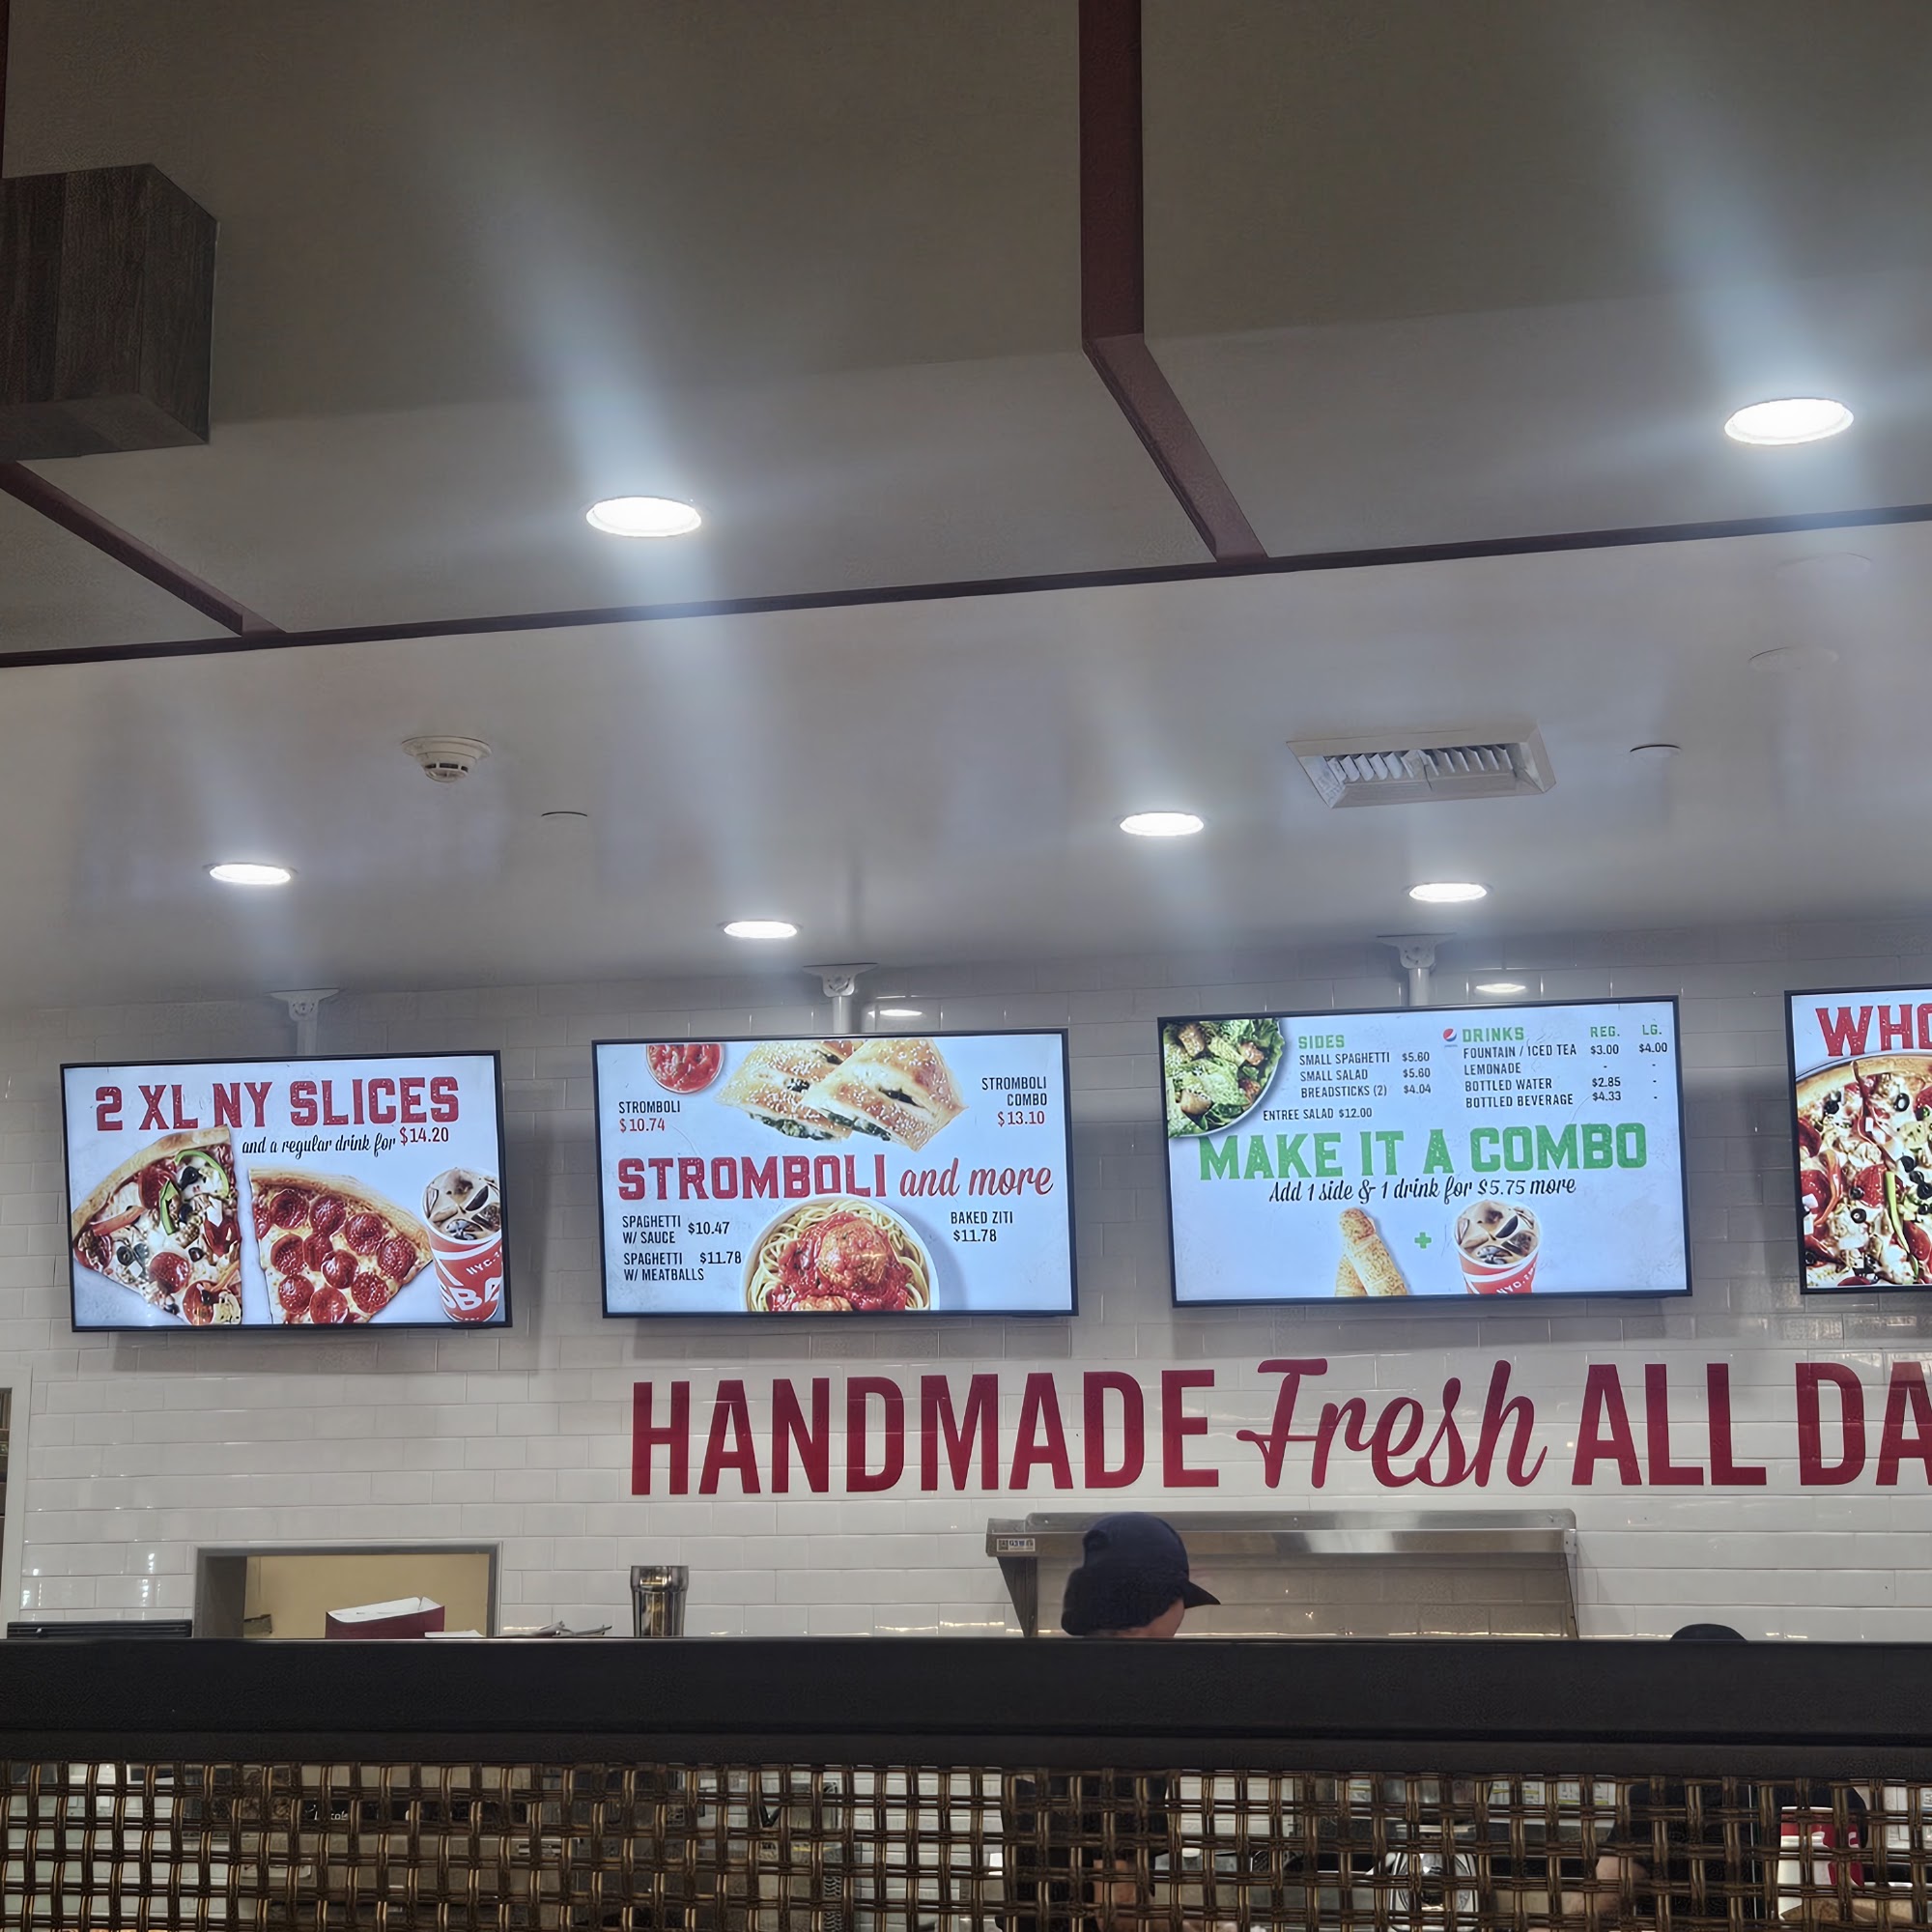 2 XL NY SLICES
and a regular drink for $14.20
STROMBOLI
$10.74
STROMBOLI
COMBO
$13.10
STROMBOLI and more
SPAGHETTI
W/ SAUCE $10.47
SPAGHETTI
W/ MEATBALLS $11.78
BAKED ZITI
$11.78
SIDES
SMALL SPAGHETTI $5.60
SMALL SALAD $5.60
BREADSTICKS (2) $4.04
ENTREE SALAD $12.00
DRINKS REG. LG.
FOUNTAIN / ICED TEA $3.00 $4.00
LEMONADE - -
BOTTLED WATER $2.85 -
BOTTLED BEVERAGE $4.33 -
MAKE IT A COMBO
Add 1 side & 1 drink for $5.75 more
+
NYC
WHO
HANDMADE Fresh ALL DA